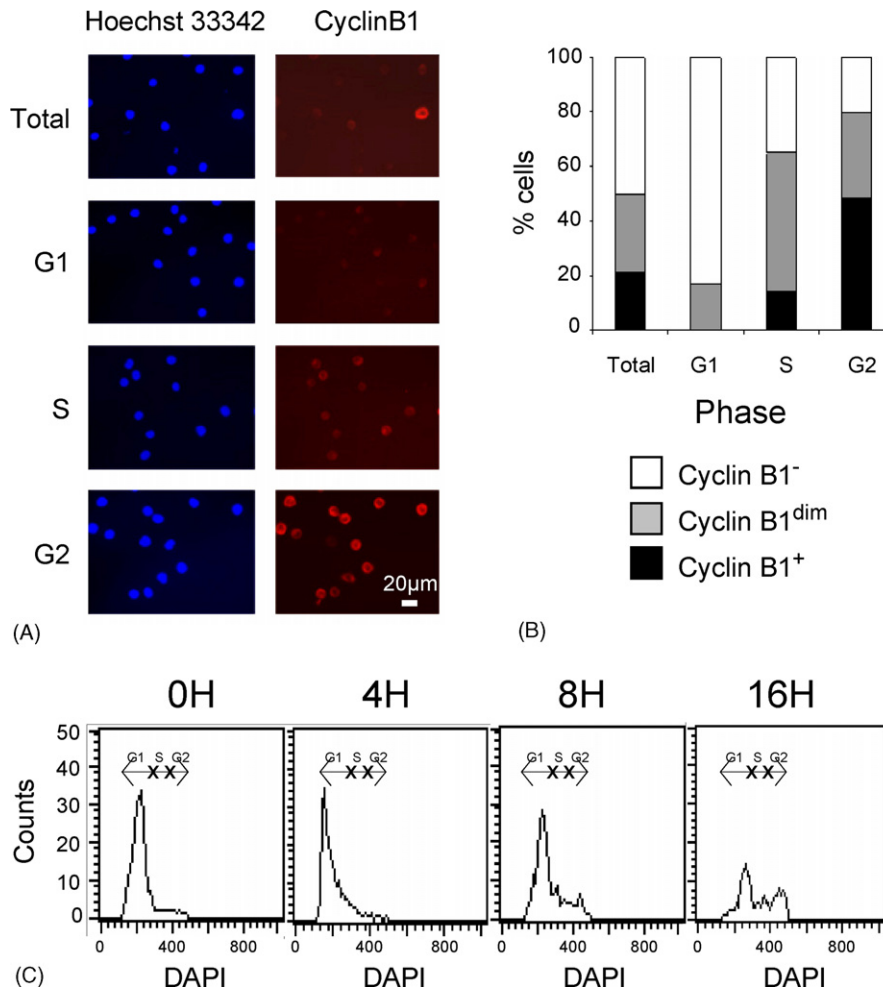 Hoechst 33342 CyclinB1
Total
G1
S
G2
20µm
(A)
100
80
60
40
20
0
% cells
Total G1 S G2
Phase
Cyclin B1-
Cyclin B1dim
Cyclin B1+
(B)
0H 4H 8H 16H
50
40
30
20
10
0
Counts
G1 S G2 G1 S G2 G1 S G2 G1 S G2
X X X X X X X X
0 400 800 0 400 800 0 400 800 0 400 800
DAPI DAPI DAPI DAPI
(C)